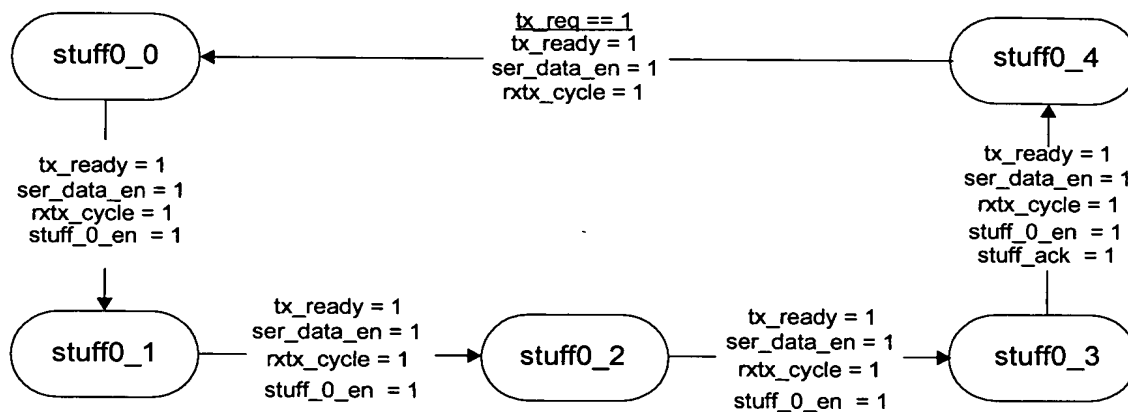 stuff0_0
tx_req == 1
tx_ready = 1
ser_data_en = 1
rxtx_cycle = 1
stuff0_4
tx_ready = 1
ser_data_en = 1
rxtx_cycle = 1
stuff_0_en = 1
tx_ready = 1
ser_data_en = 1
rxtx_cycle = 1
stuff_0_en = 1
stuff_ack = 1
stuff0_1
tx_ready = 1
ser_data_en = 1
rxtx_cycle = 1
stuff_0_en = 1
stuff0_2
tx_ready = 1
ser_data_en = 1
rxtx_cycle = 1
stuff_0_en = 1
stuff0_3